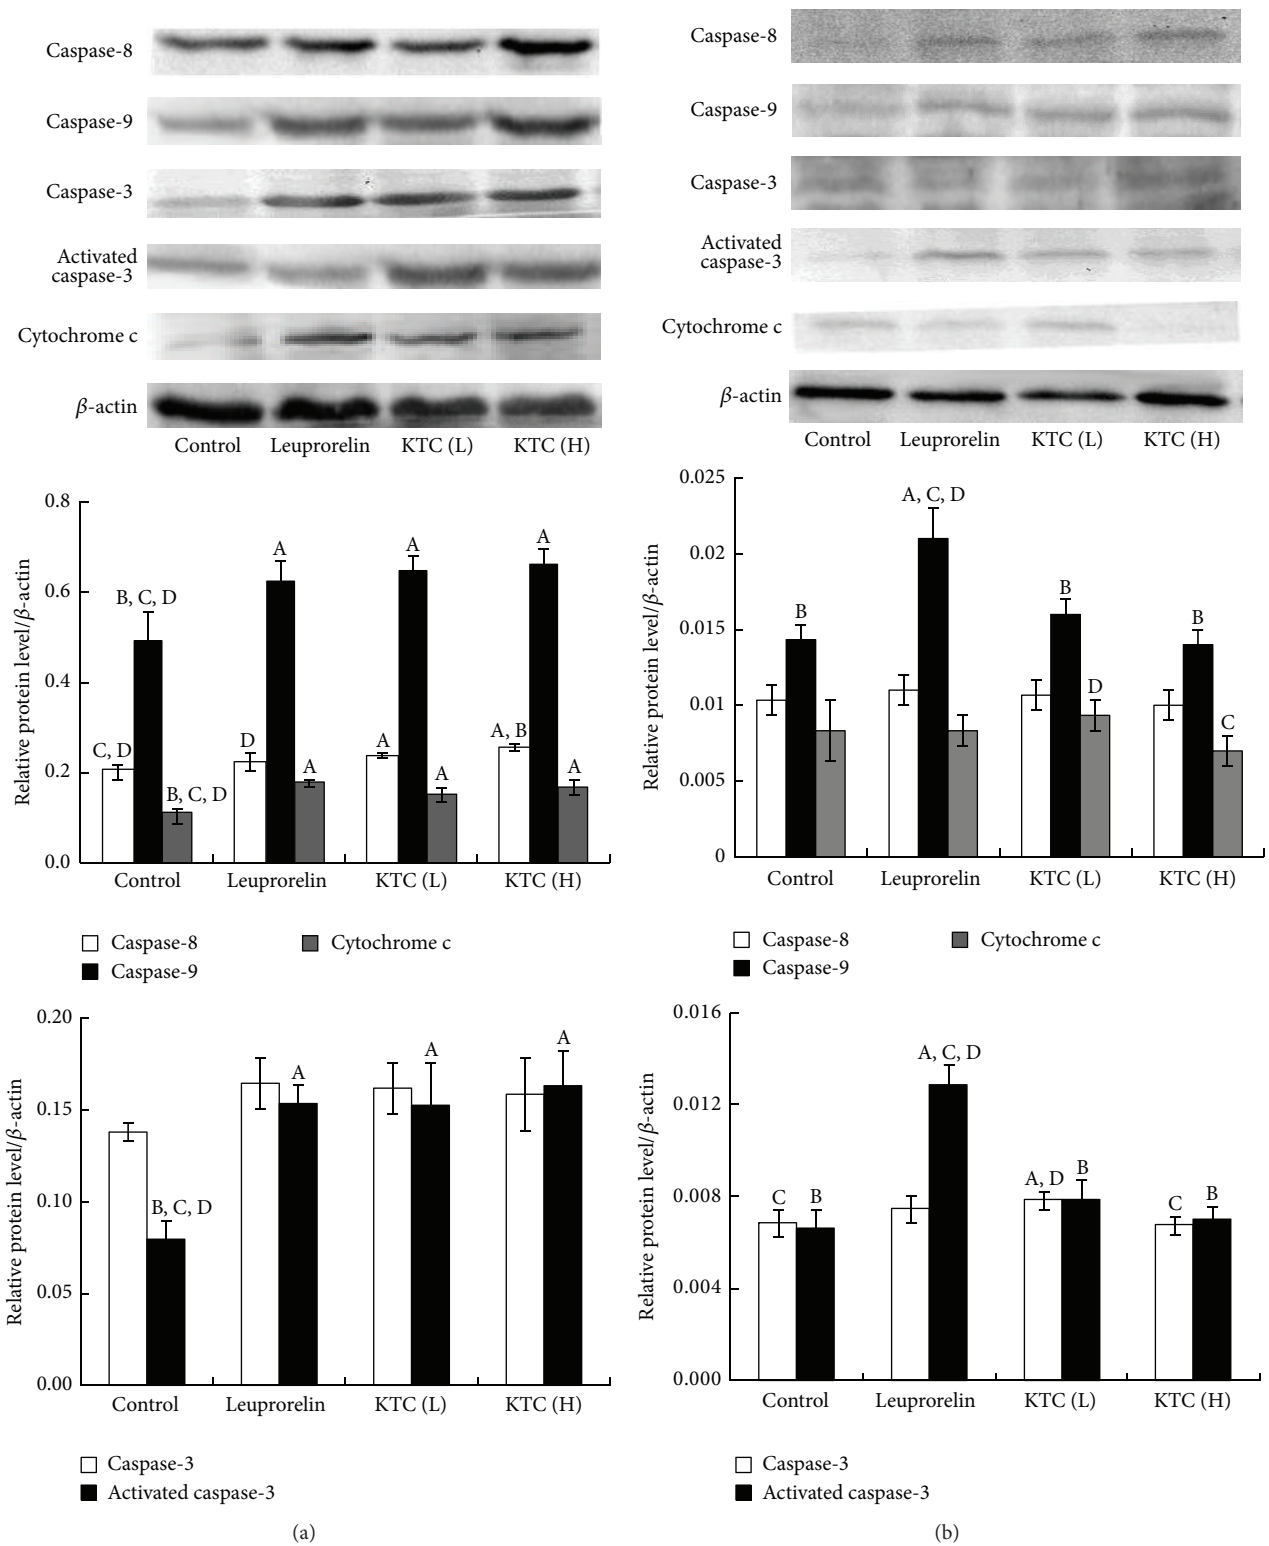 Caspase-8
Caspase-9
Caspase-3
Activated
caspase-3
Cytochrome c
β-actin
Control Leuprorelin KTC (L) KTC (H)
0.8
0.6
0.4
0.2
0.0
Relative protein level/β-actin
C, D
B, C, D
B, C, D
D
A
A
A
A
A
A, B
A
A
Control Leuprorelin KTC (L) KTC (H)
Caspase-8
Caspase-9
Cytochrome c
0.20
0.15
0.10
0.05
0.00
Relative protein level/β-actin
B, C, D
A
A
A
Control Leuprorelin KTC (L) KTC (H)
Caspase-3
Activated caspase-3
(a)
Caspase-8
Caspase-9
Caspase-3
Activated
caspase-3
Cytochrome c
β-actin
Control Leuprorelin KTC (L) KTC (H)
0.025
0.02
0.015
0.01
0.005
0
Relative protein level/β-actin
B
A, C, D
B
D
B
C
Control Leuprorelin KTC (L) KTC (H)
Caspase-8
Caspase-9
Cytochrome c
0.016
0.012
0.008
0.004
0.000
Relative protein level/β-actin
C
B
A, C, D
A, D
B
C
B
Control Leuprorelin KTC (L) KTC (H)
Caspase-3
Activated caspase-3
(b)